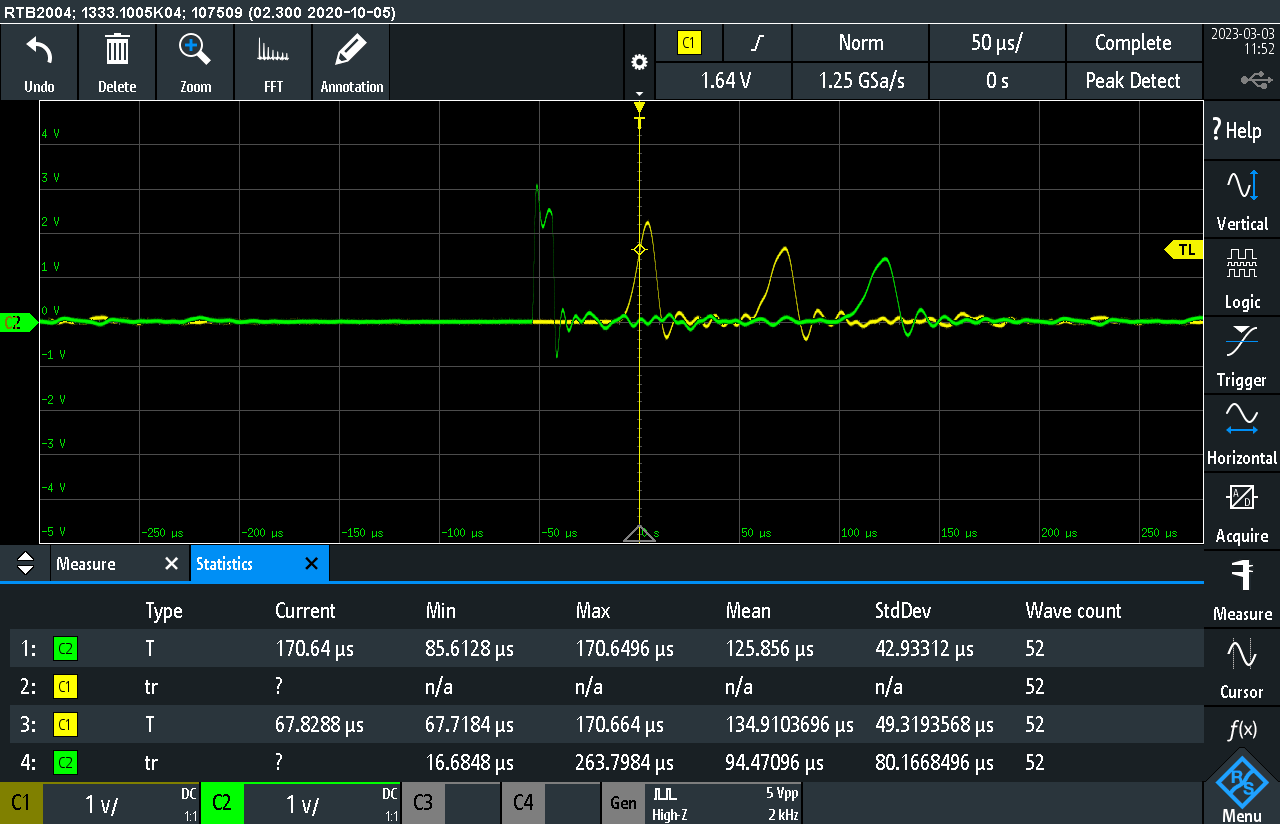 RTB2004; 1333.1005K04; 107509 (02.300 2020-10-05)
Undo
Delete
Zoom
FFT
Annotation
C1
Norm
50 µs/
Complete
1.64 V
1.25 GSa/s
0 s
Peak Detect
2023-03-03
11:52
T
4 V
3 V
2 V
1 V
0 V
-1 V
-2 V
-3 V
-4 V
-5 V
C2
TL
-250 µs
-200 µs
-150 µs
-100 µs
-50 µs
0 s
50 µs
100 µs
150 µs
200 µs
250 µs
? Help
Vertical
Logic
Trigger
Horizontal
A/D
Acquire
Measure
Cursor
f(x)
R&S
Menu
Measure
Statistics
Type Current Min Max Mean StdDev Wave count
1: C2 T 170.64 µs 85.6128 µs 170.6496 µs 125.856 µs 42.93312 µs 52
2: C1 tr ? n/a n/a n/a n/a 52
3: C1 T 67.8288 µs 67.7184 µs 170.664 µs 134.9103696 µs 49.3193568 µs 52
4: C2 tr ? 16.6848 µs 263.7984 µs 94.47096 µs 80.1668496 µs 52
C1 1 V/ DC 1:1
C2 1 V/ DC 1:1
C3
C4
Gen 5 Vpp
High-Z 2 kHz